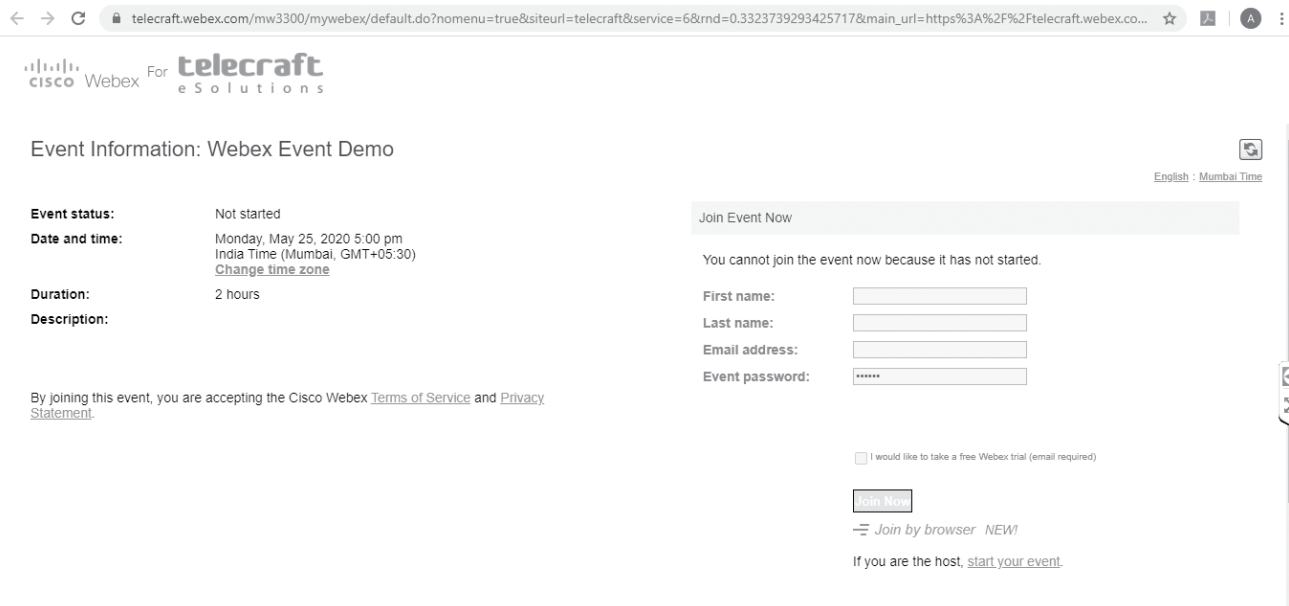 telecraft.webex.com/mw3300/mywebex/default.do?nomenu=true&siteurl=telecraft&service=6&rnd=0.3323739293425717&main_url=https%3A%2F%2Ftelecraft.webex.co...
A
cisco Webex For telecraft
eSolutions
Event Information: Webex Event Demo
English : Mumbai Time
Event status: Not started
Date and time: Monday, May 25, 2020 5:00 pm
India Time (Mumbai, GMT+05:30)
Change time zone
Duration: 2 hours
Description:
By joining this event, you are accepting the Cisco Webex Terms of Service and Privacy
Statement.
Join Event Now
You cannot join the event now because it has not started.
First name:
Last name:
Email address:
Event password: ••••••
I would like to take a free Webex trial (email required)
Join Now
Join by browser NEW!
If you are the host, start your event.